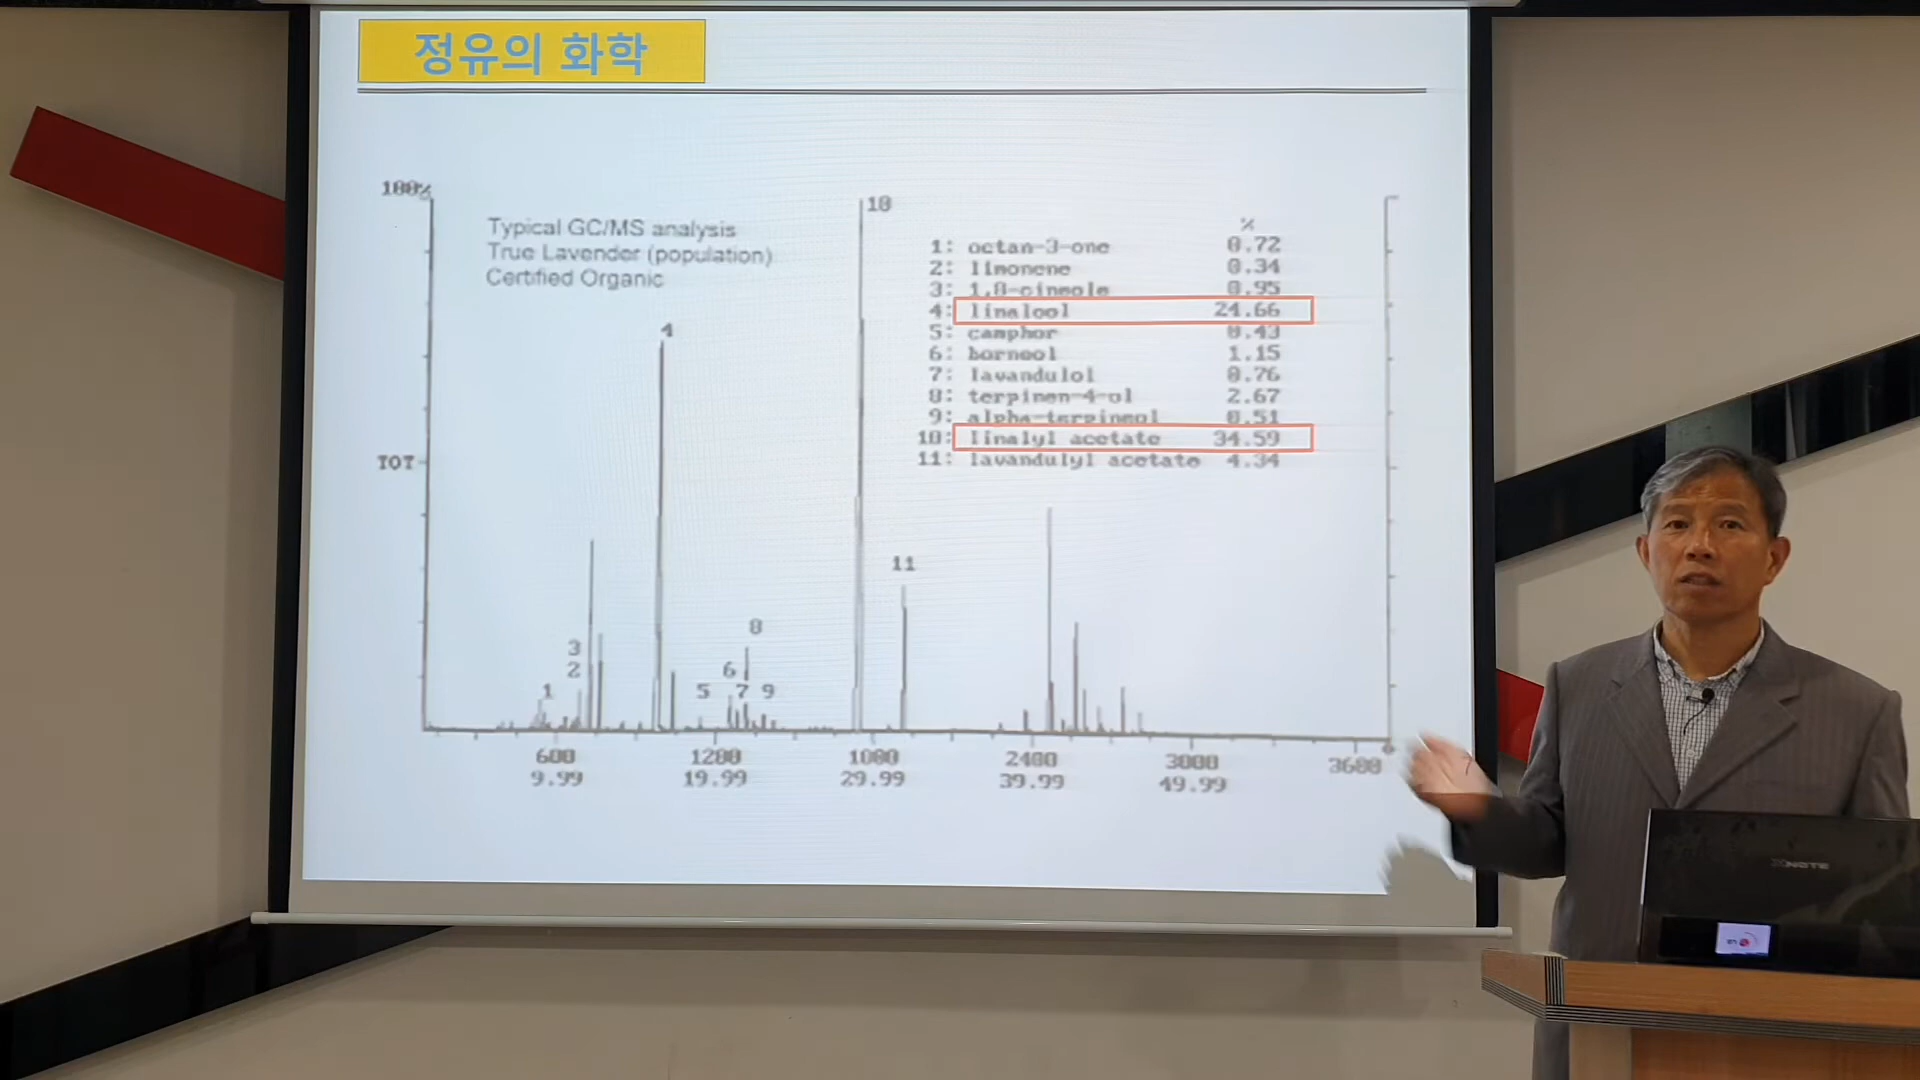 정유의 화학
100%
Typical GC/MS analysis
True Lavender (population)
Certified Organic
10
%
1: octan-3-one 0.72
2: limonene 0.34
3: 1,8-cineole 0.95
4: linalool 24.66
5: camphor 0.43
6: borneol 1.15
7: lavandulol 0.76
8: terpinen-4-ol 2.67
9: alpha-terpineol 0.51
10: linalyl acetate 34.59
11: lavandulyl acetate 4.34
4
TOT
11
8
3
2
6
1
5
7
9
600
1200
1800
2400
3000
3600
9.99
19.99
29.99
39.99
49.99
XNOTE